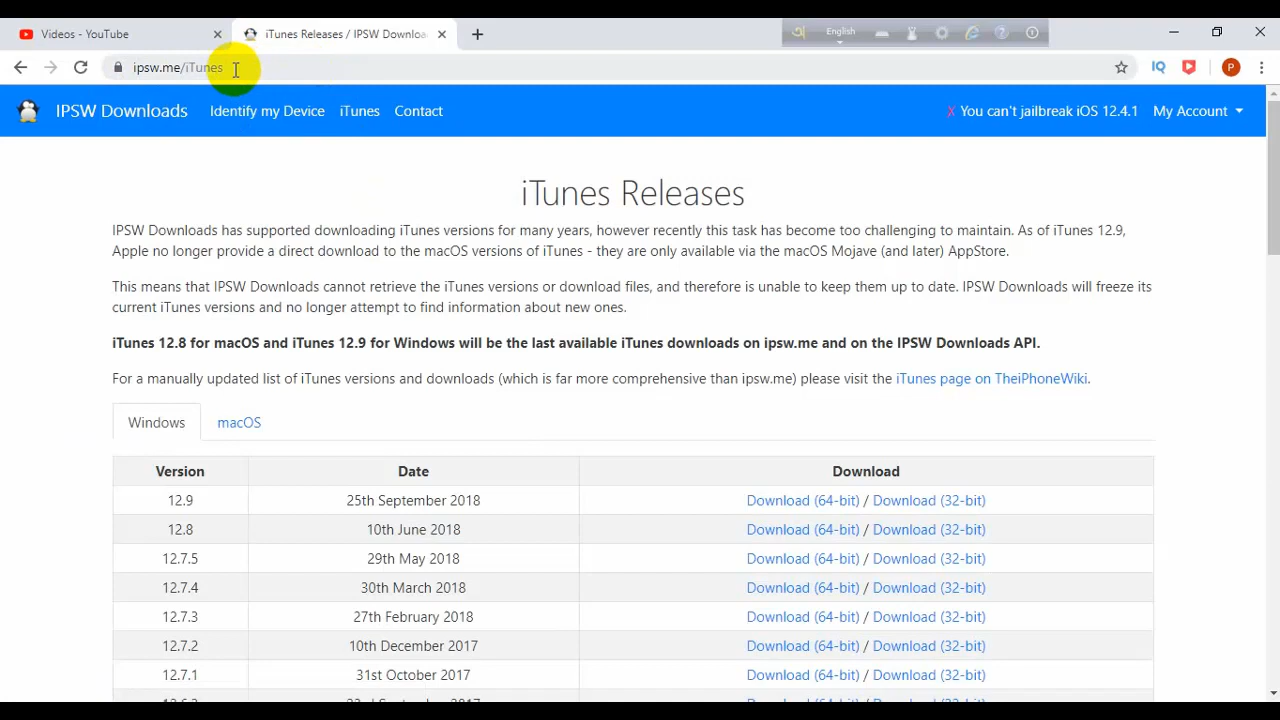 Videos - YouTube
iTunes Releases / IPSW Downloa
English
ipsw.me/iTunes
IQ
P
IPSW Downloads Identify my Device iTunes Contact
X You can't jailbreak iOS 12.4.1 My Account
iTunes Releases
IPSW Downloads has supported downloading iTunes versions for many years, however recently this task has become too challenging to maintain. As of iTunes 12.9,
Apple no longer provide a direct download to the macOS versions of iTunes - they are only available via the macOS Mojave (and later) AppStore.
This means that IPSW Downloads cannot retrieve the iTunes versions or download files, and therefore is unable to keep them up to date. IPSW Downloads will freeze its
current iTunes versions and no longer attempt to find information about new ones.
iTunes 12.8 for macOS and iTunes 12.9 for Windows will be the last available iTunes downloads on ipsw.me and on the IPSW Downloads API.
For a manually updated list of iTunes versions and downloads (which is far more comprehensive than ipsw.me) please visit the iTunes page on TheiPhoneWiki.
Windows macOS
Version Date Download
12.9 25th September 2018 Download (64-bit) / Download (32-bit)
12.8 10th June 2018 Download (64-bit) / Download (32-bit)
12.7.5 29th May 2018 Download (64-bit) / Download (32-bit)
12.7.4 30th March 2018 Download (64-bit) / Download (32-bit)
12.7.3 27th February 2018 Download (64-bit) / Download (32-bit)
12.7.2 10th December 2017 Download (64-bit) / Download (32-bit)
12.7.1 31st October 2017 Download (64-bit) / Download (32-bit)